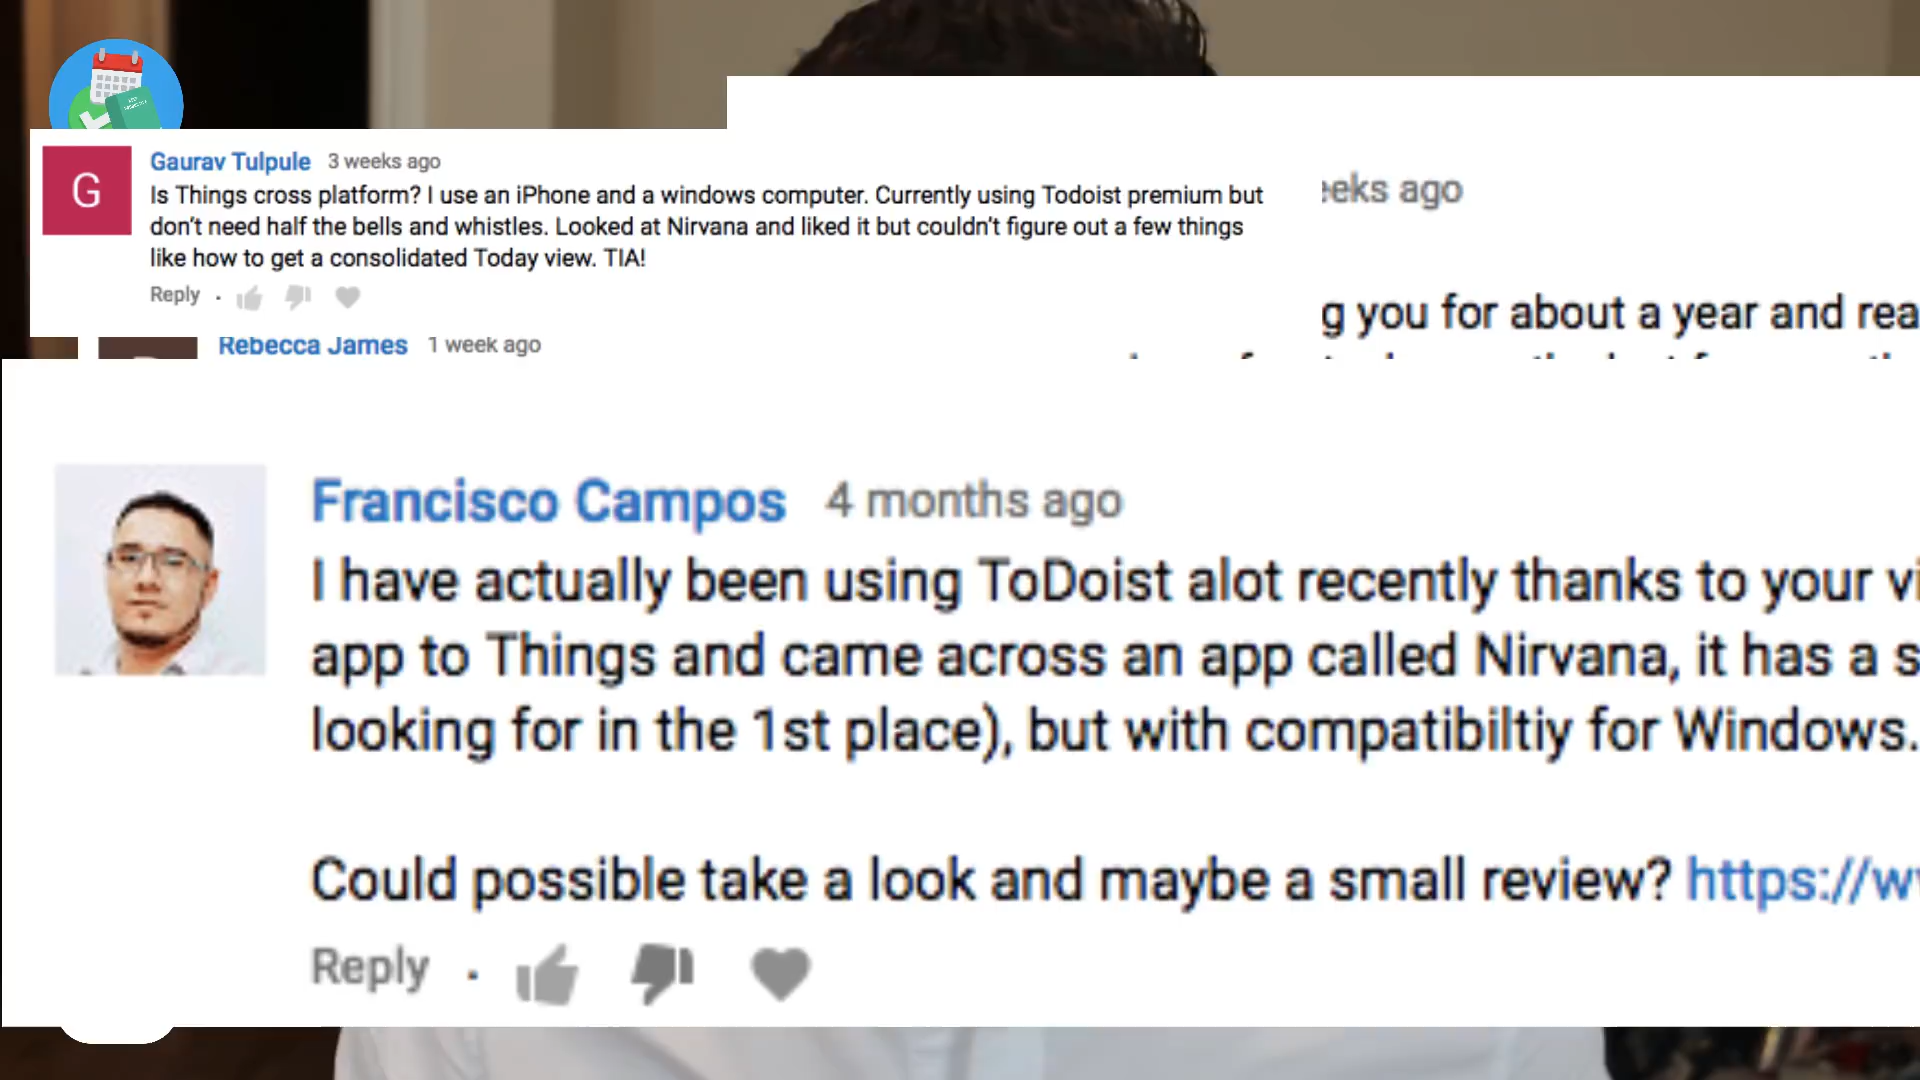 Gaurav Tulpule 3 weeks ago
Is Things cross platform? I use an iPhone and a windows computer. Currently using Todoist premium but
don't need half the bells and whistles. Looked at Nirvana and liked it but couldn't figure out a few things
like how to get a consolidated Today view. TIA!
Reply
G
eeks ago
g you for about a year and rea
Rebecca James 1 week ago
Francisco Campos 4 months ago
I have actually been using ToDoist alot recently thanks to your vi
app to Things and came across an app called Nirvana, it has a s
looking for in the 1st place), but with compatibiltiy for Windows.
Could possible take a look and maybe a small review? https://w
Reply